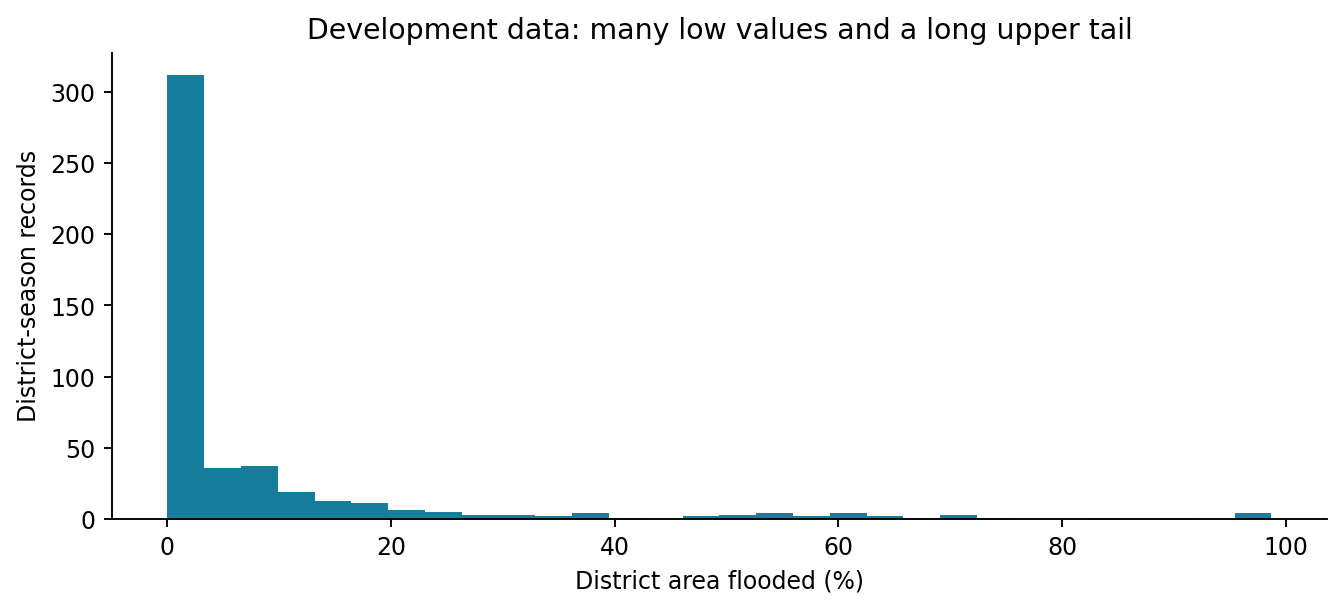 Development data: many low values and a long upper tail
District-season records
300
250
200
150
100
50
0
0 20 40 60 80 100
District area flooded (%)